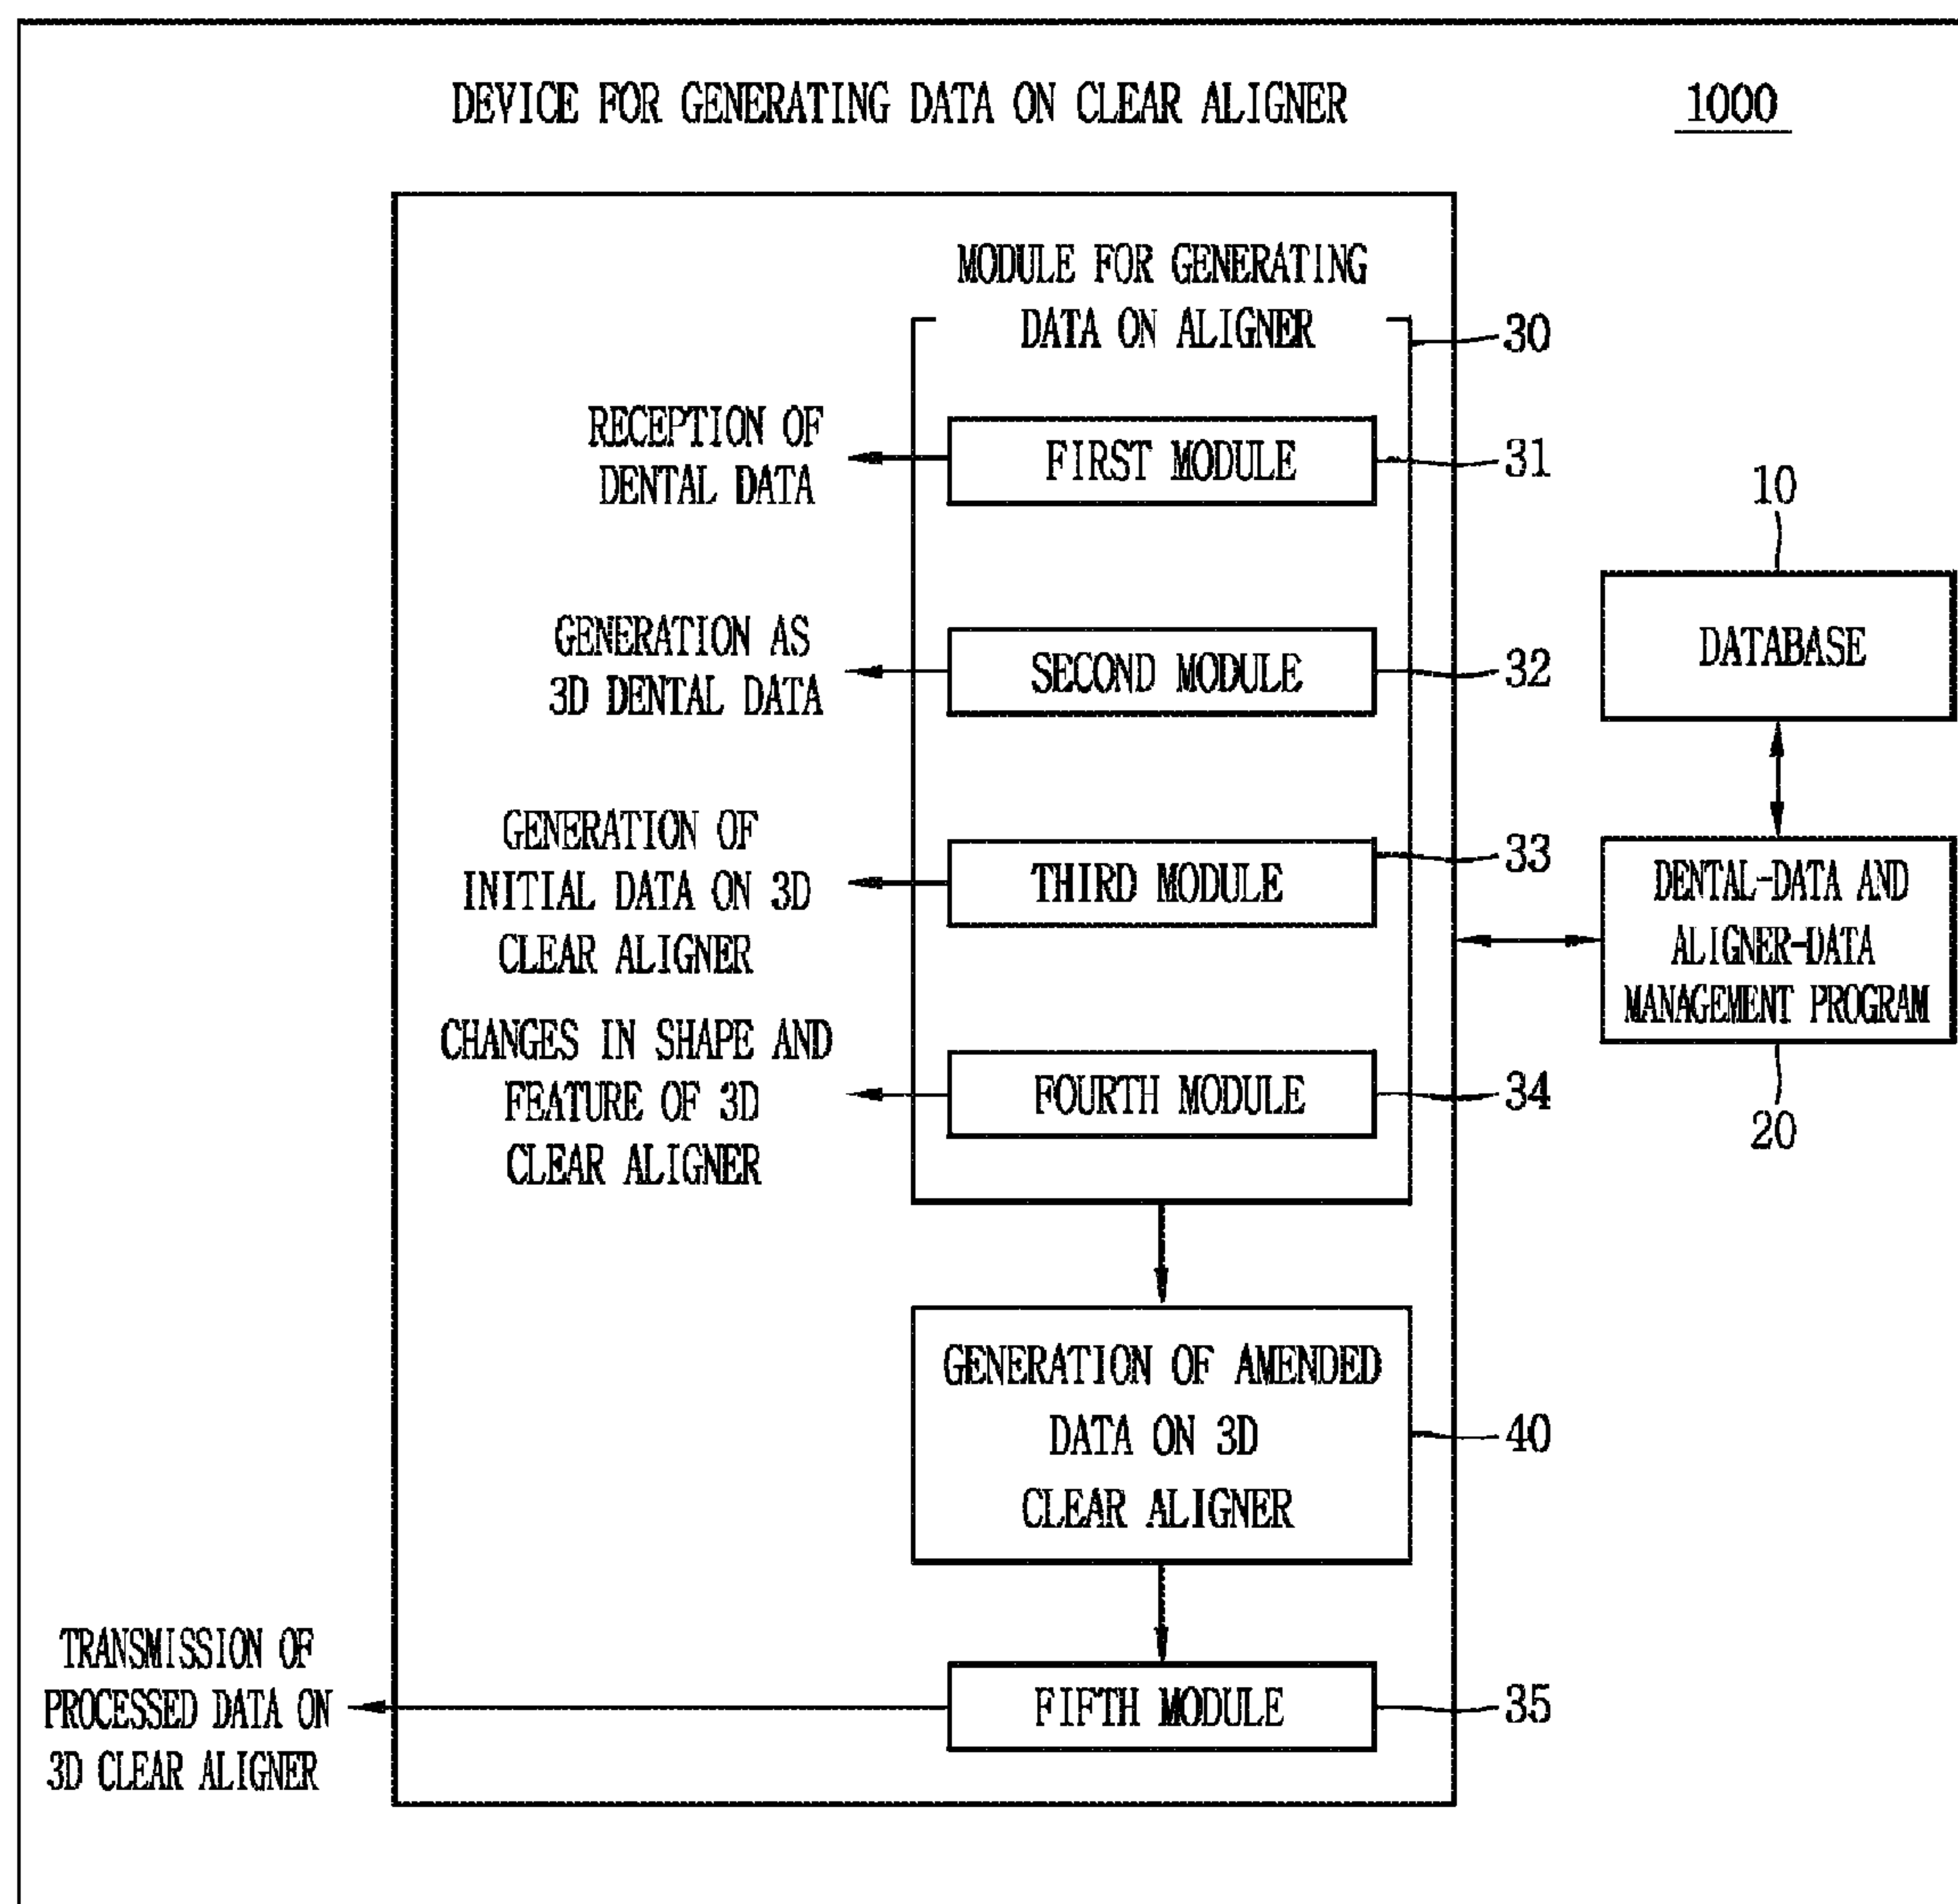 DEVICE FOR GENERATING DATA ON CLEAR ALIGNER
1000
MODULE FOR GENERATING
DATA ON ALIGNER
30
RECEPTION OF
DENTAL DATA
FIRST MODULE
31
GENERATION AS
3D DENTAL DATA
SECOND MODULE
32
GENERATION OF
INITIAL DATA ON 3D
CLEAR ALIGNER
THIRD MODULE
33
CHANGES IN SHAPE AND
FEATURE OF 3D
CLEAR ALIGNER
FOURTH MODULE
34
10
DATABASE
DENTAL-DATA AND
ALIGNER-DATA
MANAGEMENT PROGRAM
20
GENERATION OF AMENDED
DATA ON 3D
CLEAR ALIGNER
40
TRANSMISSION OF
PROCESSED DATA ON
3D CLEAR ALIGNER
FIFTH MODULE
35